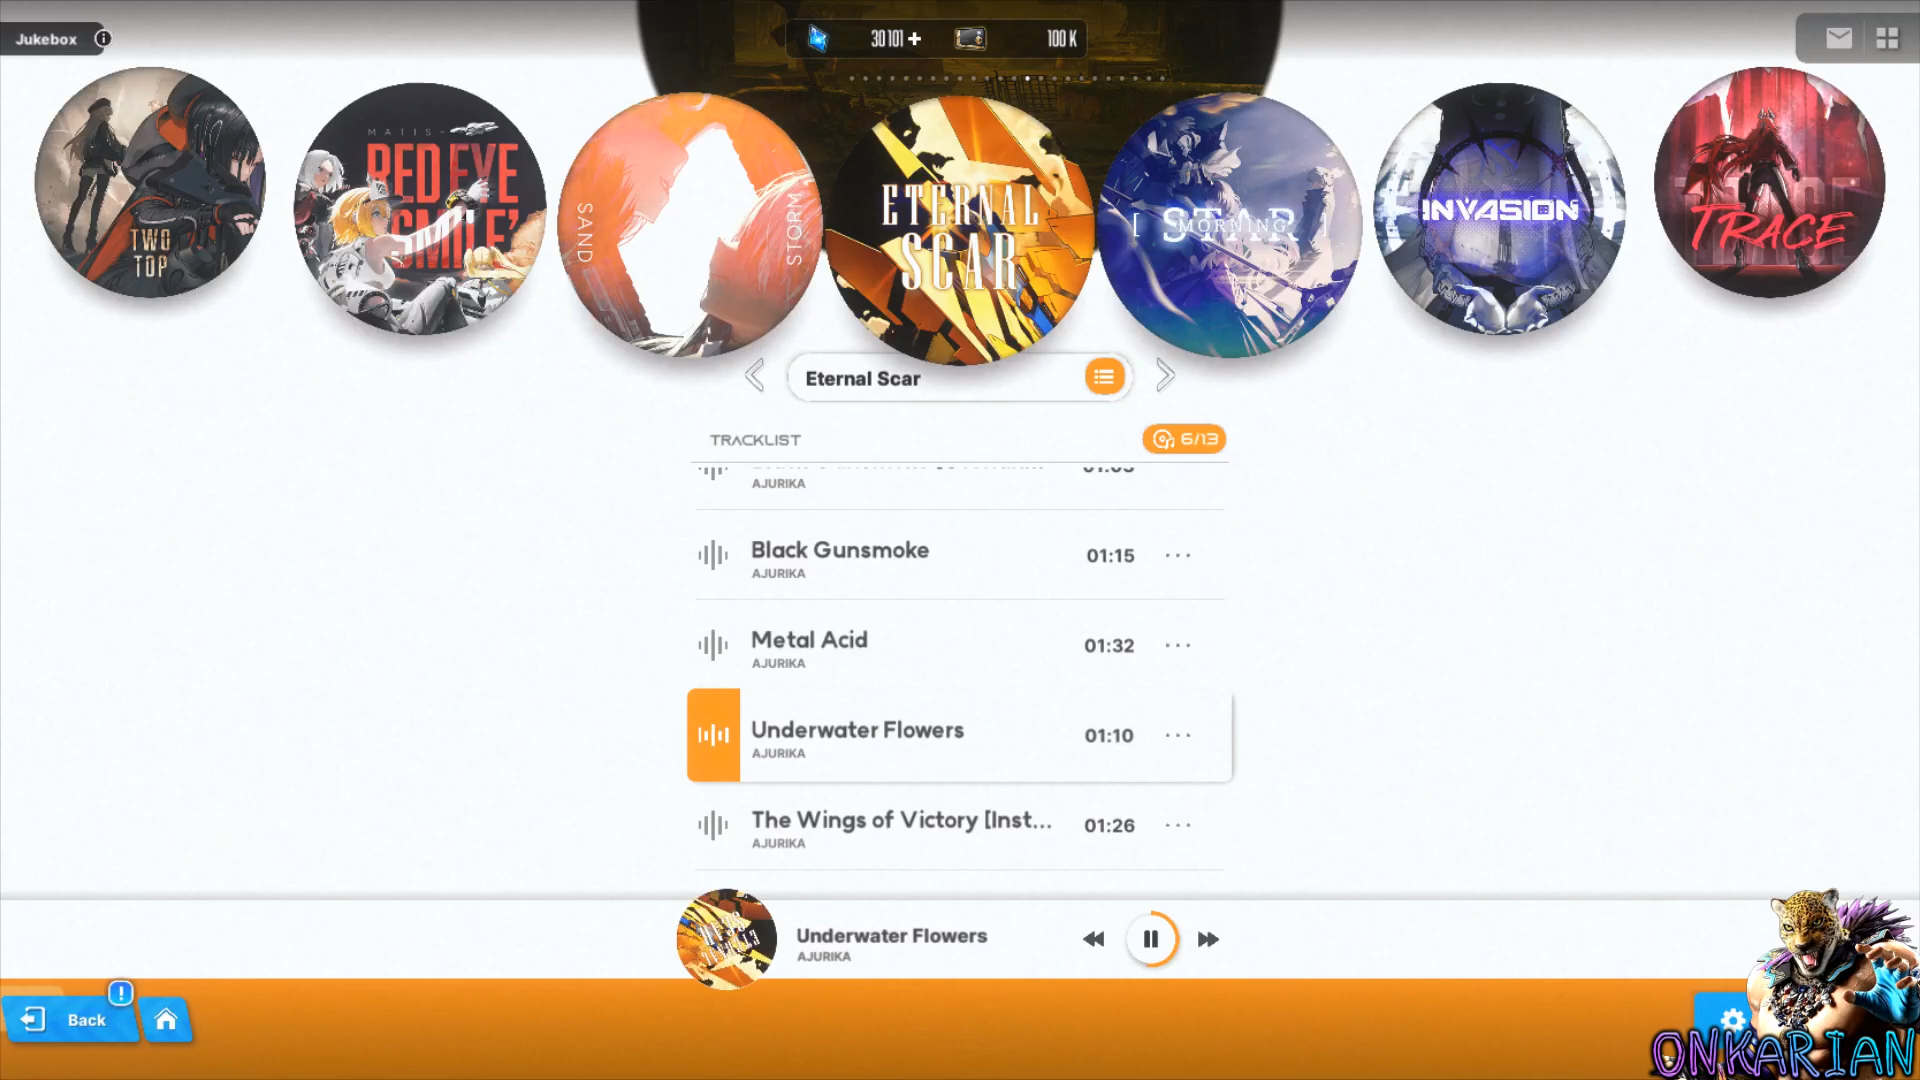 Jukebox
30101 +
100 K
TWO
TOP
MATIS-
RED EYE
SMILE'
SAND
STORM
ETERNAL
SCAR
[ STAR ]
MORNING
INVASION
TRACE
Eternal Scar
TRACKLIST
6/13
AJURIKA
Black Gunsmoke
01:15
AJURIKA
Metal Acid
01:32
AJURIKA
Underwater Flowers
01:10
AJURIKA
The Wings of Victory [Inst...
01:26
AJURIKA
Underwater Flowers
AJURIKA
Back
ONKARIAN